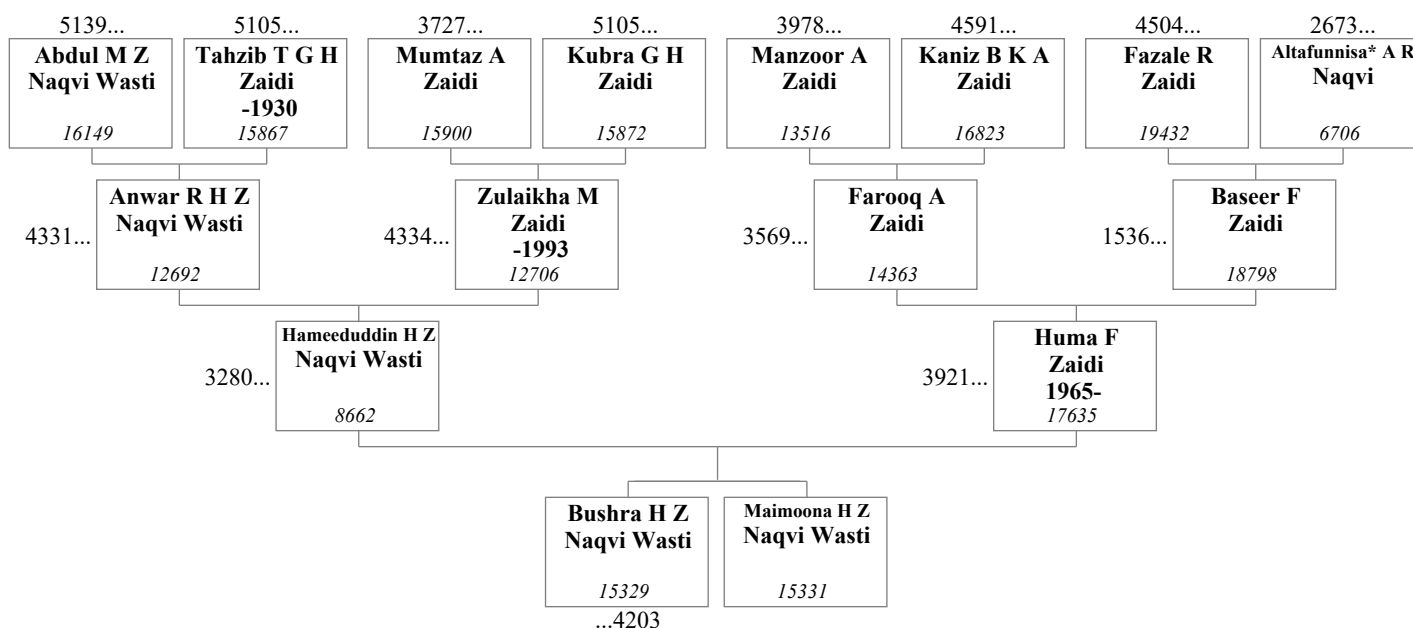 5139...
5105...
3727...
5105...
3978...
4591...
4504...
2673...
Abdul M Z
Naqvi Wasti
16149
Tahzib T G H
Zaidi
-1930
15867
Mumtaz A
Zaidi
15900
Kubra G H
Zaidi
15872
Manzoor A
Zaidi
13516
Kaniz B K A
Zaidi
16823
Fazale R
Zaidi
19432
Altafunnisa* A R
Naqvi
6706
4331...
Anwar R H Z
Naqvi Wasti
12692
4334...
Zulaikha M
Zaidi
-1993
12706
3569...
Farooq A
Zaidi
14363
1536...
Baseer F
Zaidi
18798
3280...
Hameeduddin H Z
Naqvi Wasti
8662
3921...
Huma F
Zaidi
1965-
17635
Bushra H Z
Naqvi Wasti
15329
...4203
Maimoona H Z
Naqvi Wasti
15331